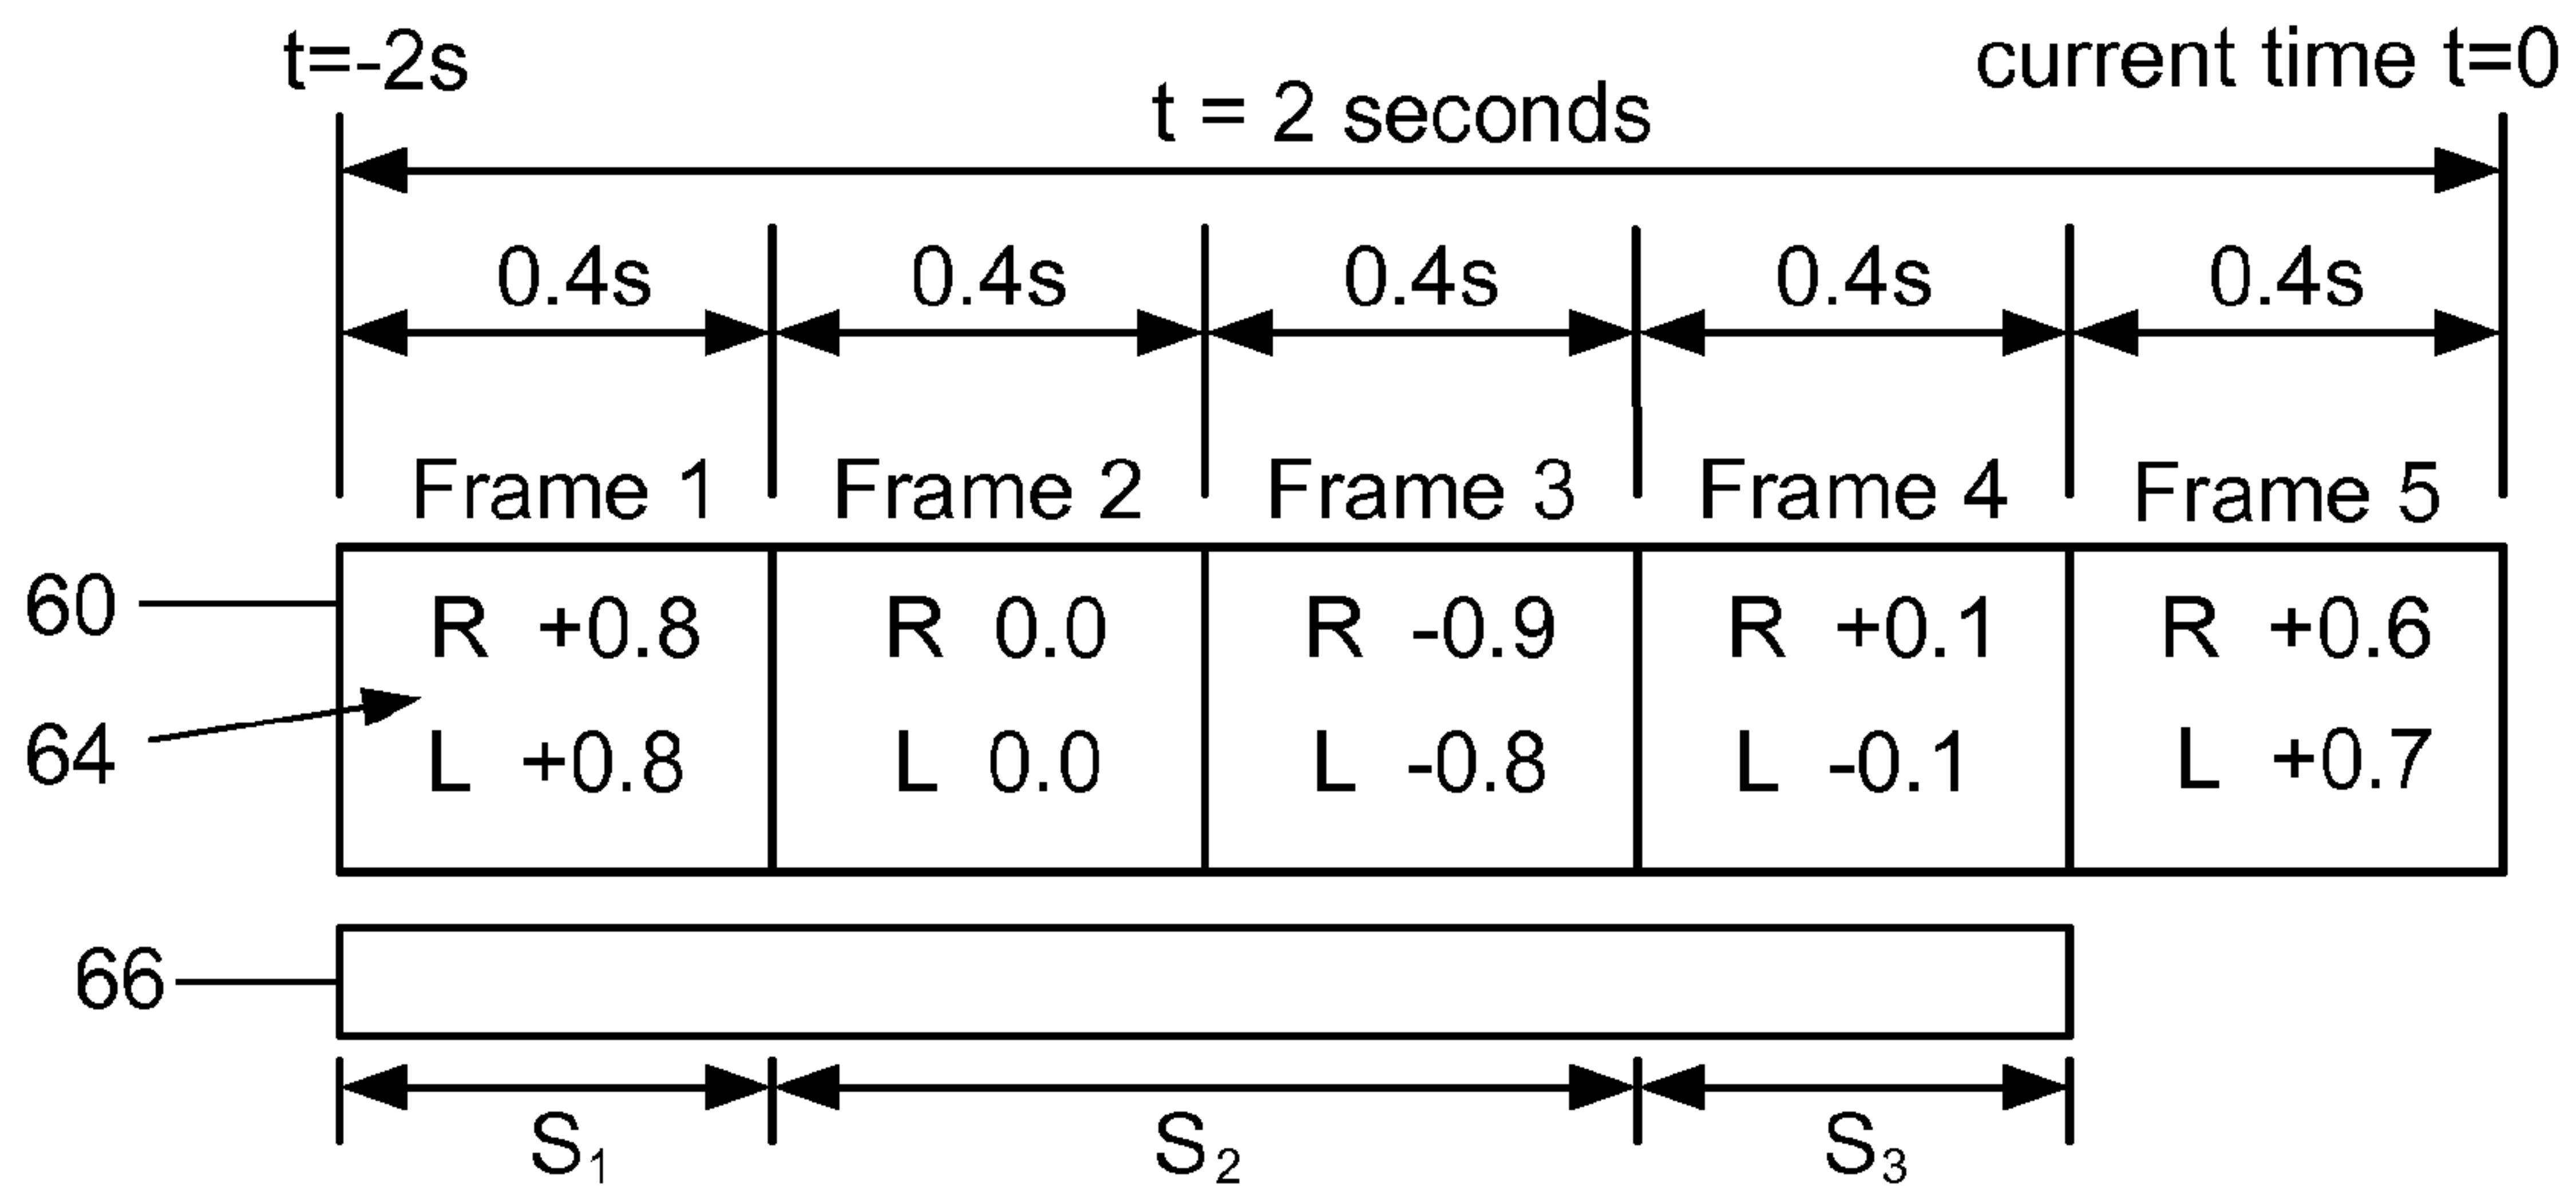 t=-2s
t = 2 seconds
current time t=0
0.4s 0.4s 0.4s 0.4s 0.4s
Frame 1 Frame 2 Frame 3 Frame 4 Frame 5
60 R +0.8 R 0.0 R -0.9 R +0.1 R +0.6
64 L +0.8 L 0.0 L -0.8 L -0.1 L +0.7
66
S1 S2 S3